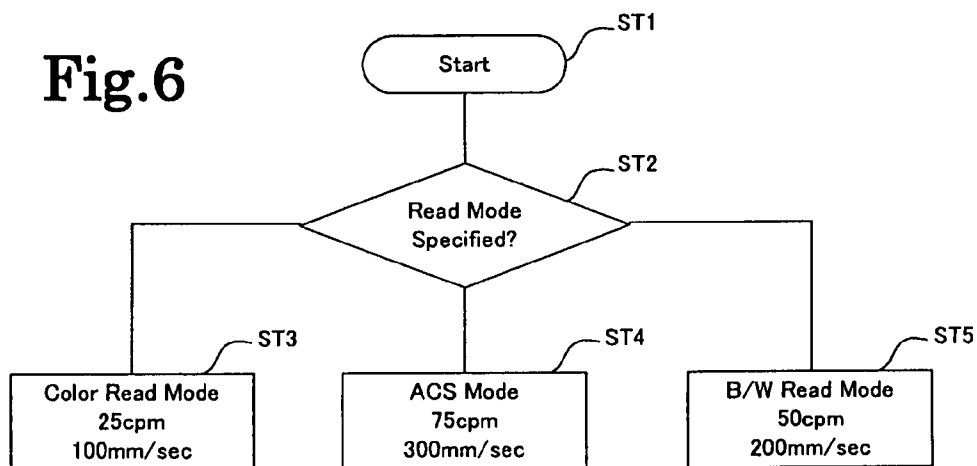 Fig.6
ST1
Start
ST2
Read Mode
Specified?
ST3
Color Read Mode
25cpm
100mm/sec
ST4
ACS Mode
75cpm
300mm/sec
ST5
B/W Read Mode
50cpm
200mm/sec